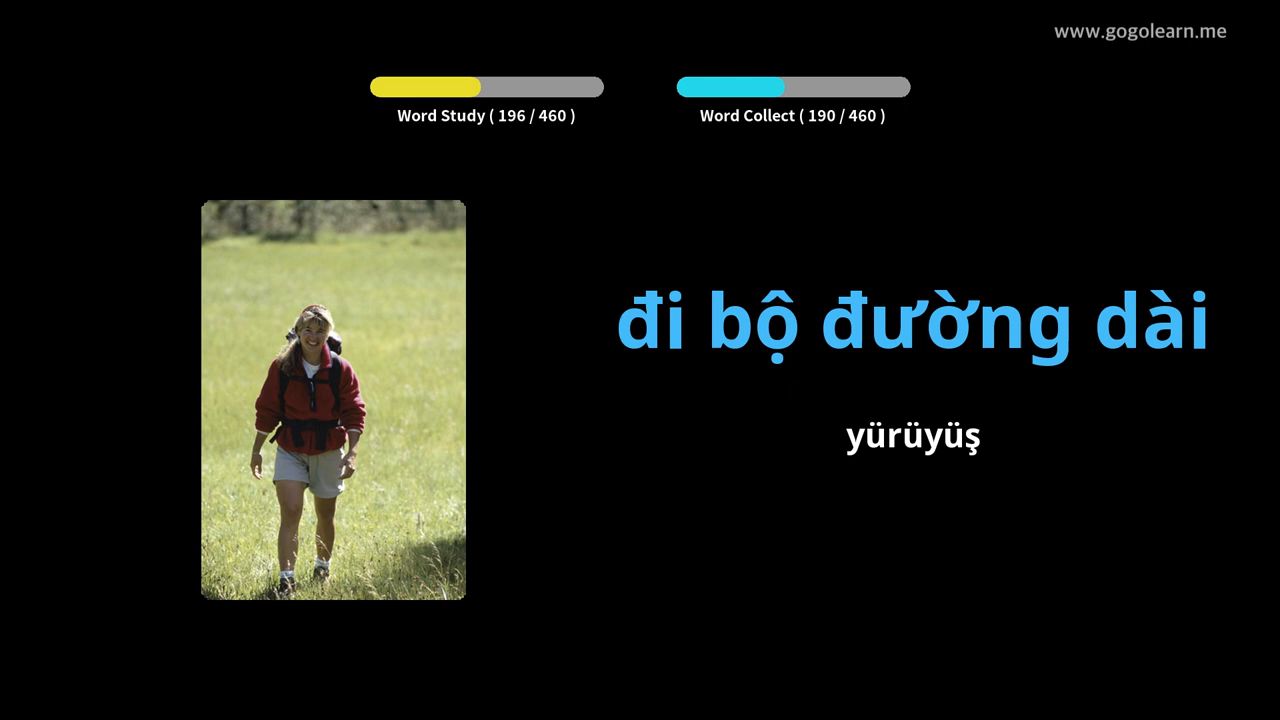 www.gogolearn.me
Word Study ( 196 / 460 )
Word Collect ( 190 / 460 )
đi bộ đường dài
yürüyüş